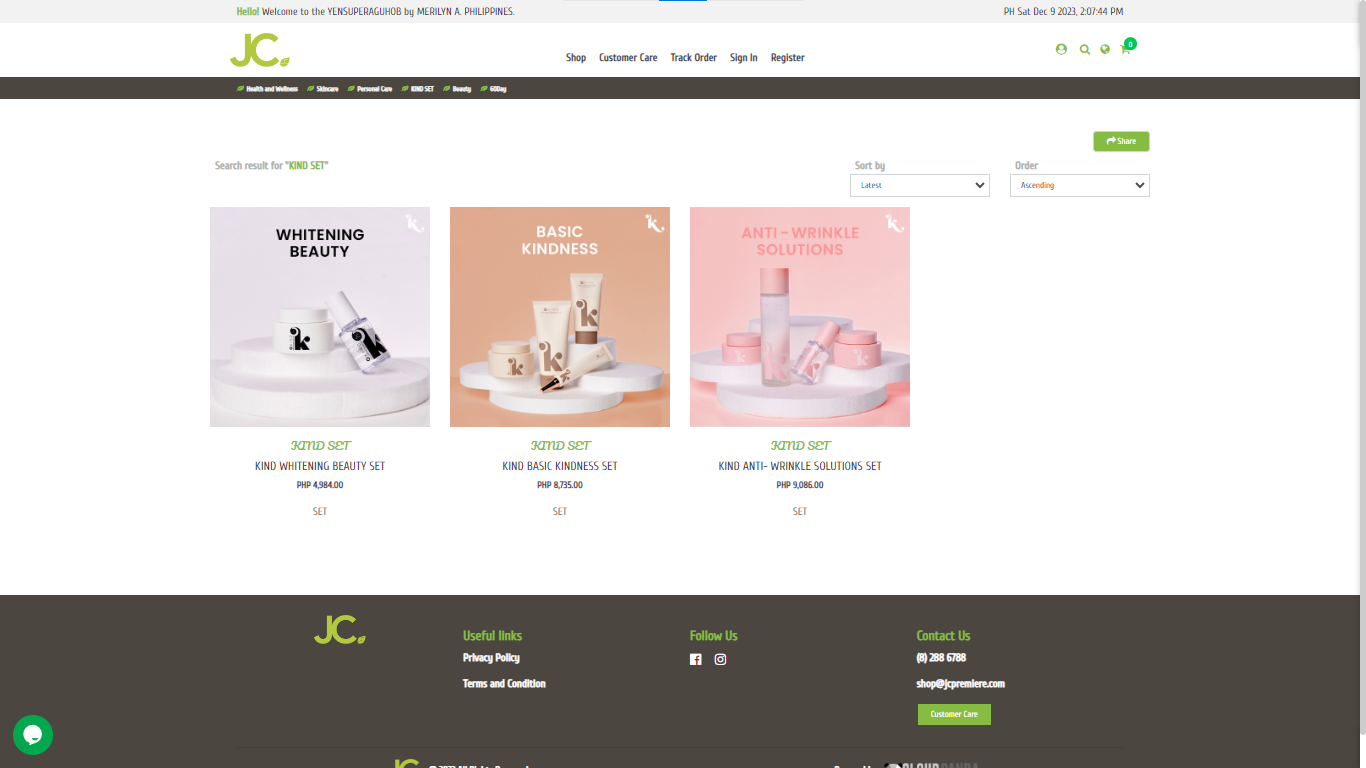 Hello! Welcome to the YENSUPERAGUHOB by MERILYN A. PHILIPPINES.
PH Sat Dec 9 2023, 2:07:44 PM
JC.
Shop Customer Care Track Order Sign In Register
0
Health and Wellness Skincare Personal Care KIND SET Beauty 60Day
Share
Search result for "KIND SET"
Sort by
Order
Latest
Ascending
WHITENING
BEAUTY
k
BASIC
KINDNESS
k
ANTI - WRINKLE
SOLUTIONS
k
KIND SET
KIND WHITENING BEAUTY SET
PHP 4,984.00
SET
KIND SET
KIND BASIC KINDNESS SET
PHP 8,735.00
SET
KIND SET
KIND ANTI- WRINKLE SOLUTIONS SET
PHP 9,086.00
SET
JC.
Useful links
Privacy Policy
Terms and Condition
Follow Us
Contact Us
(8) 288 6788
shop@jcpremiere.com
Customer Care
JC